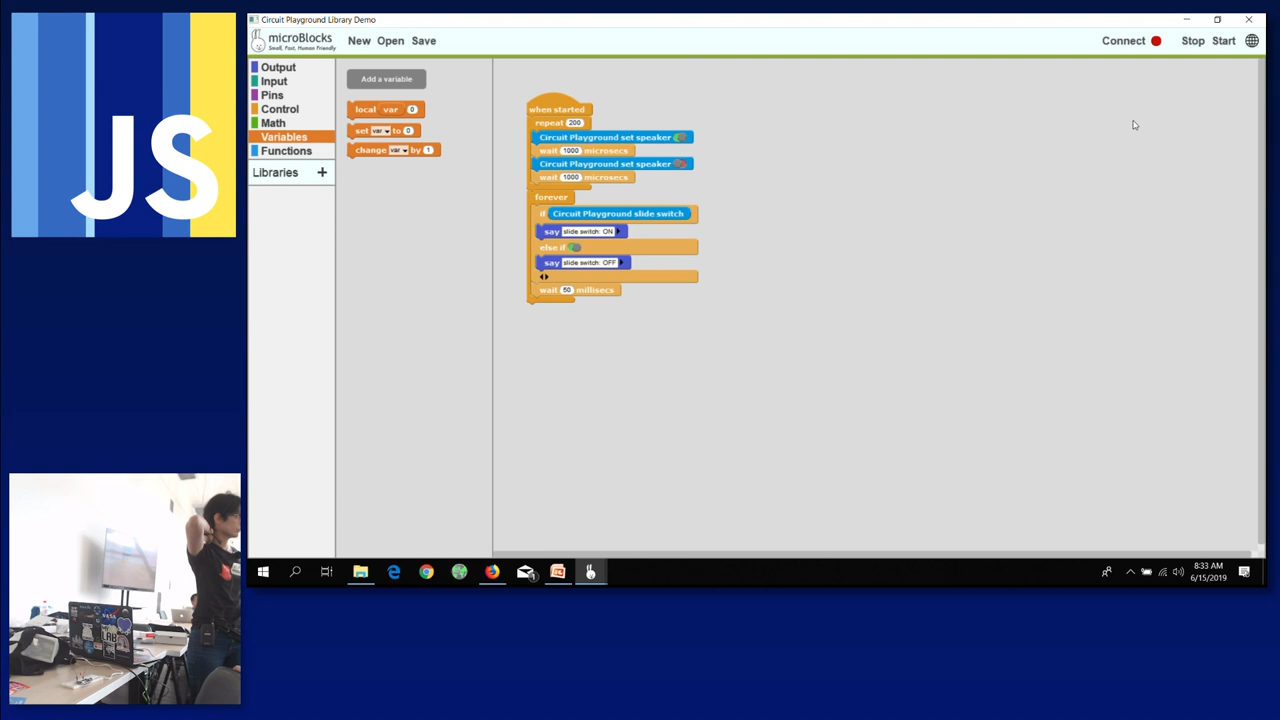 JS
Circuit Playground Library Demo
microBlocks
Small, Fast, Human Friendly
New Open Save
Connect Stop Start
Output
Input
Pins
Control
Math
Variables
Functions
Libraries +
Add a variable
local var 0
set var to 0
change var by 1
when started
repeat 200
Circuit Playground set speaker
wait 1000 microsecs
Circuit Playground set speaker
wait 1000 microsecs
forever
if Circuit Playground slide switch
say slide switch: ON
else if
say slide switch: OFF
wait 50 millisecs
1
8:33 AM
6/15/2019
NASA
LAB